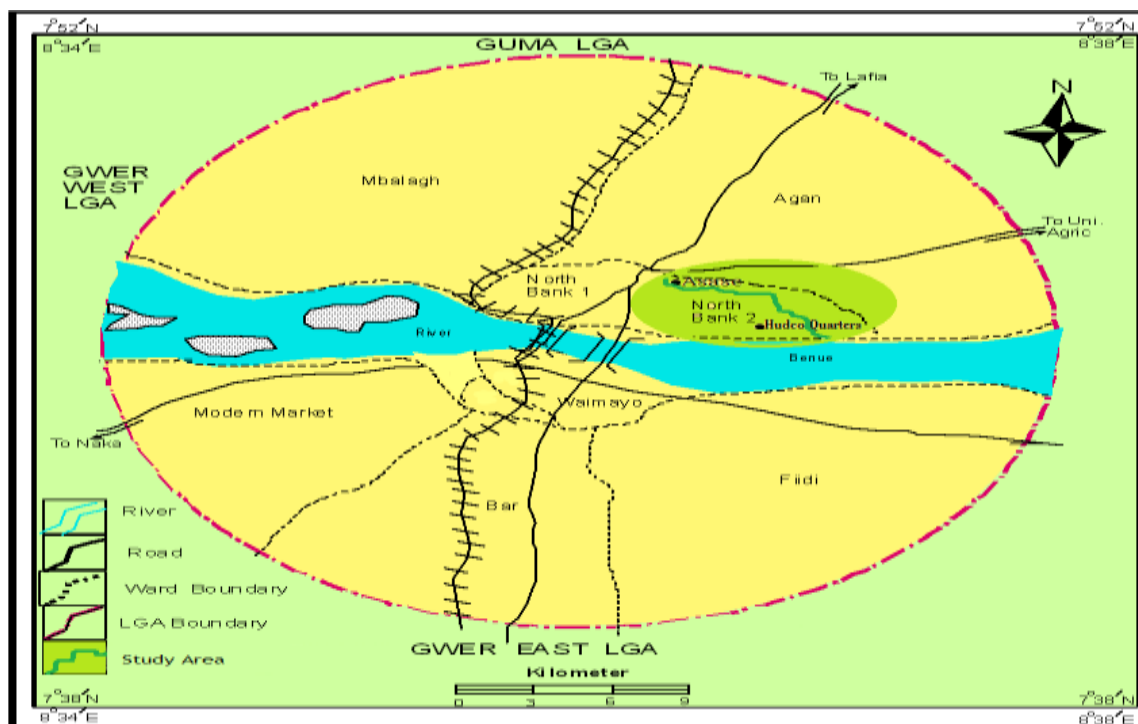 7°52'N
8°34'E
GUMA LGA
7°52'N
8°38'E
To Lafia
N
GWER
WEST
LGA
Mbalagh
Agan
To Uni.
Agric
North
Bank 1
Asase
North
Bank 2
Hudco Quarters
River
Benue
Modern Market
Waimayo
To Naka
Fiidi
Bar
River
Road
Ward Boundary
LGA Boundary
Study Area
GWER EAST LGA
Kilometer
0 3 6 9
7°38'N
8°34'E
7°38'N
8°38'E